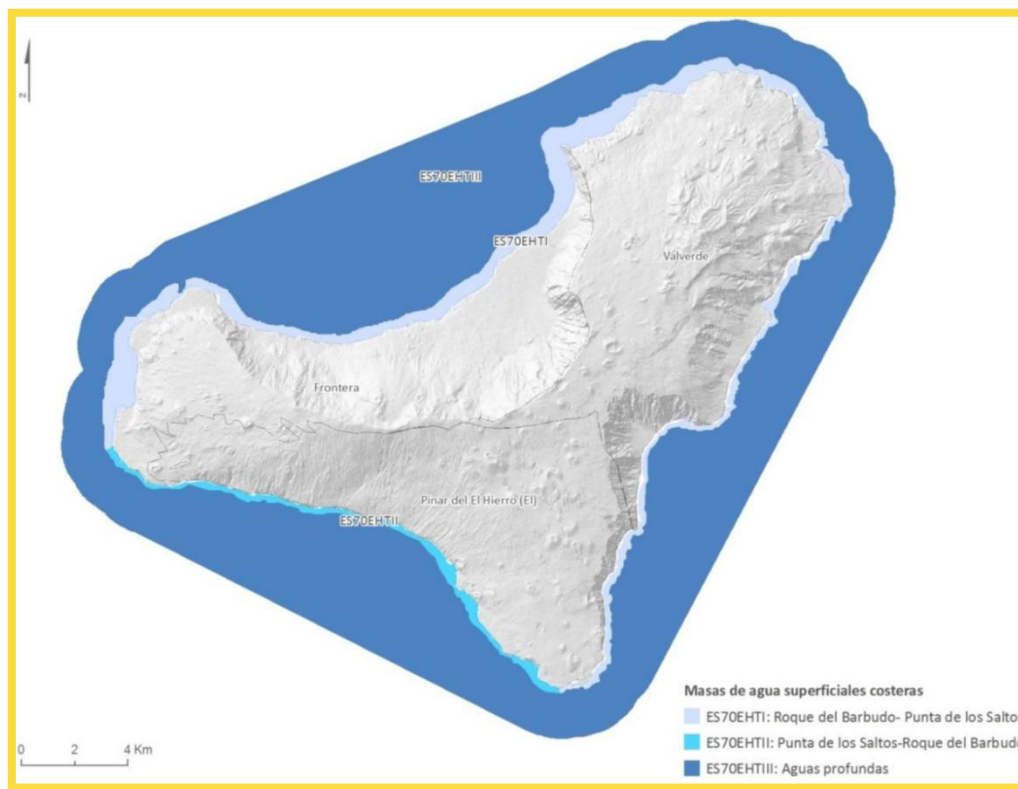 N
ES70EHTIII
ES70EHTI
Valverde
Frontera
Pinar del El Hierro (El)
ES70EHTII
Masas de agua superficiales costeras
ES70EHTI: Roque del Barbudo- Punta de los Salto
ES70EHTII: Punta de los Saltos-Roque del Barbudo
ES70EHTIII: Aguas profundas
0 2 4 Km